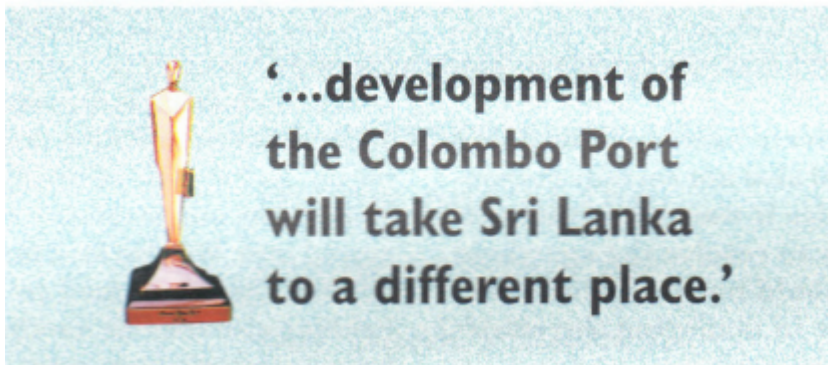 ‘...development of
the Colombo Port
will take Sri Lanka
to a different place.’